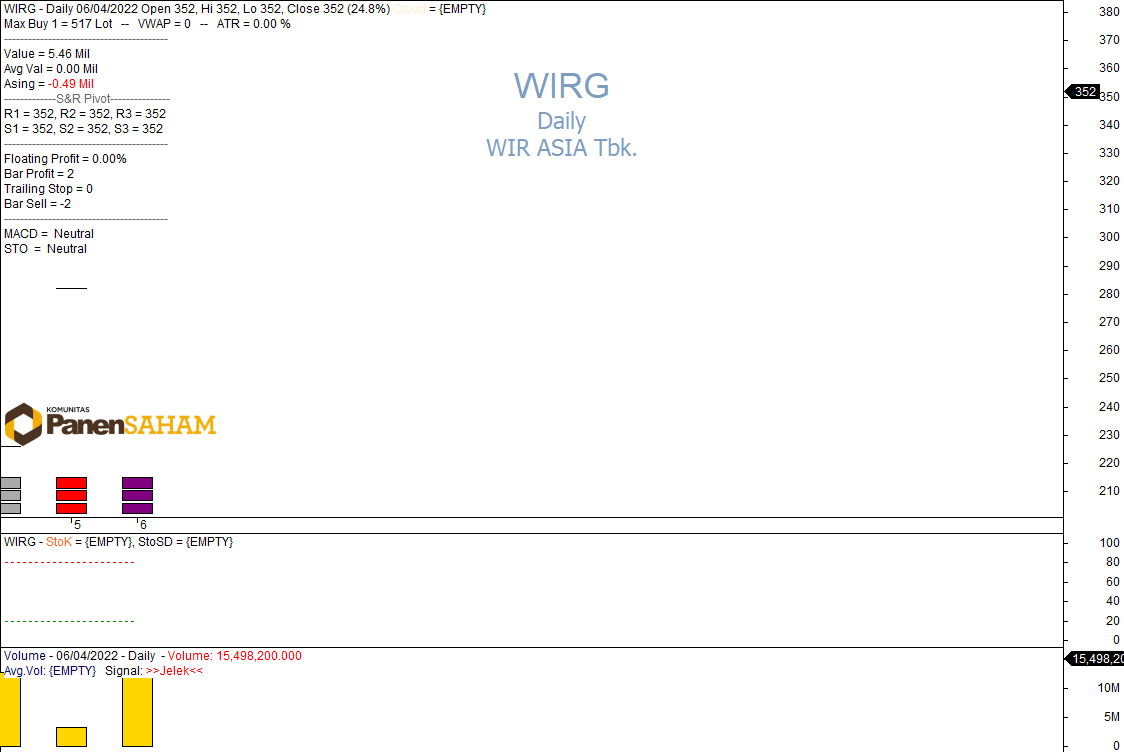 WIRG - Daily 06/04/2022 Open 352, Hi 352, Lo 352, Close 352 (24.8%) Cloud = {EMPTY}
Max Buy 1 = 517 Lot -- VWAP = 0 -- ATR = 0.00 %
Value = 5.46 Mil
Avg Val = 0.00 Mil
Asing = -0.49 Mil
-------------S&R Pivot---------------
R1 = 352, R2 = 352, R3 = 352
S1 = 352, S2 = 352, S3 = 352
Floating Profit = 0.00%
Bar Profit = 2
Trailing Stop = 0
Bar Sell = -2
MACD = Neutral
STO = Neutral
WIRG
Daily
WIR ASIA Tbk.
KOMUNITAS
PanenSAHAM
380
370
360
352
350
340
330
320
310
300
290
280
270
260
250
240
230
220
210
5 6
WIRG - StoK = {EMPTY}, StoSD = {EMPTY}
100
80
60
40
20
0
Volume - 06/04/2022 - Daily - Volume: 15,498,200.000
Avg.Vol: {EMPTY} Signal: >>Jelek<<
15,498,20
10M
5M
0